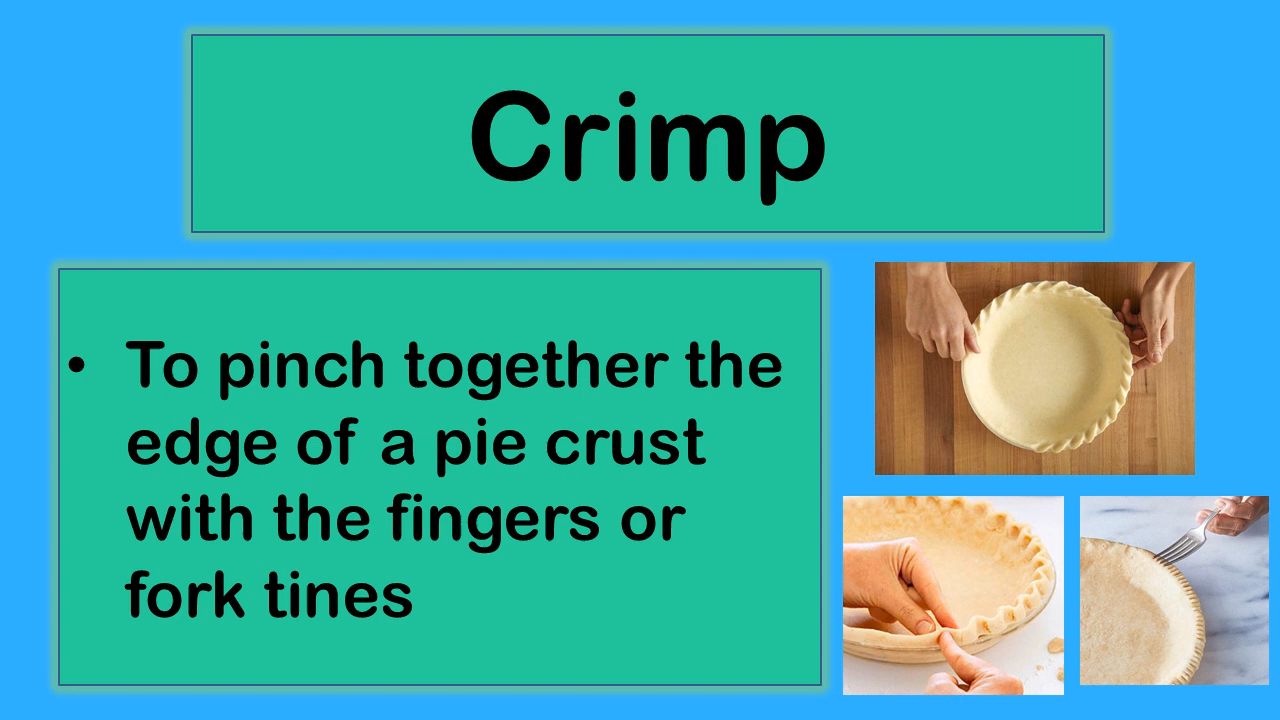 Crimp
• To pinch together the
edge of a pie crust
with the fingers or
fork tines